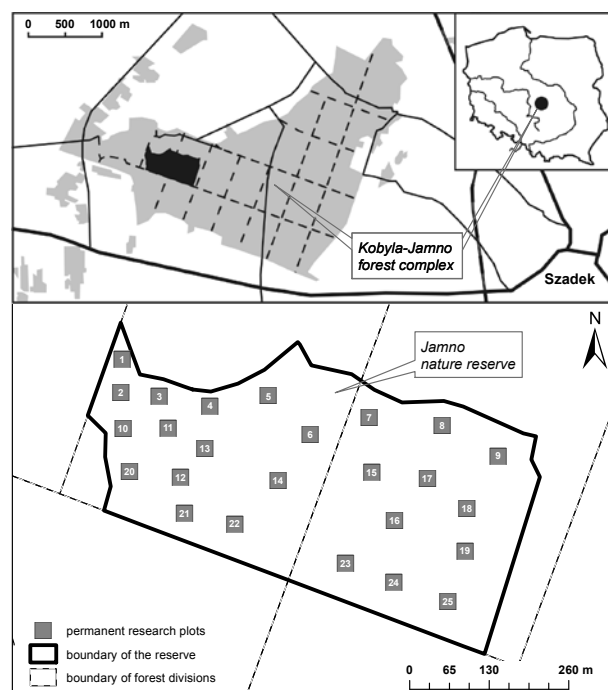 0 500 1000 m
Kobyla-Jamno
forest complex
Szadek
N
Jamno
nature reserve
1
2
3
4
5
6
7
8
9
10
11
12
13
14
15
16
17
18
19
20
21
22
23
24
25
permanent research plots
boundary of the reserve
boundary of forest divisions
0 65 130 260 m